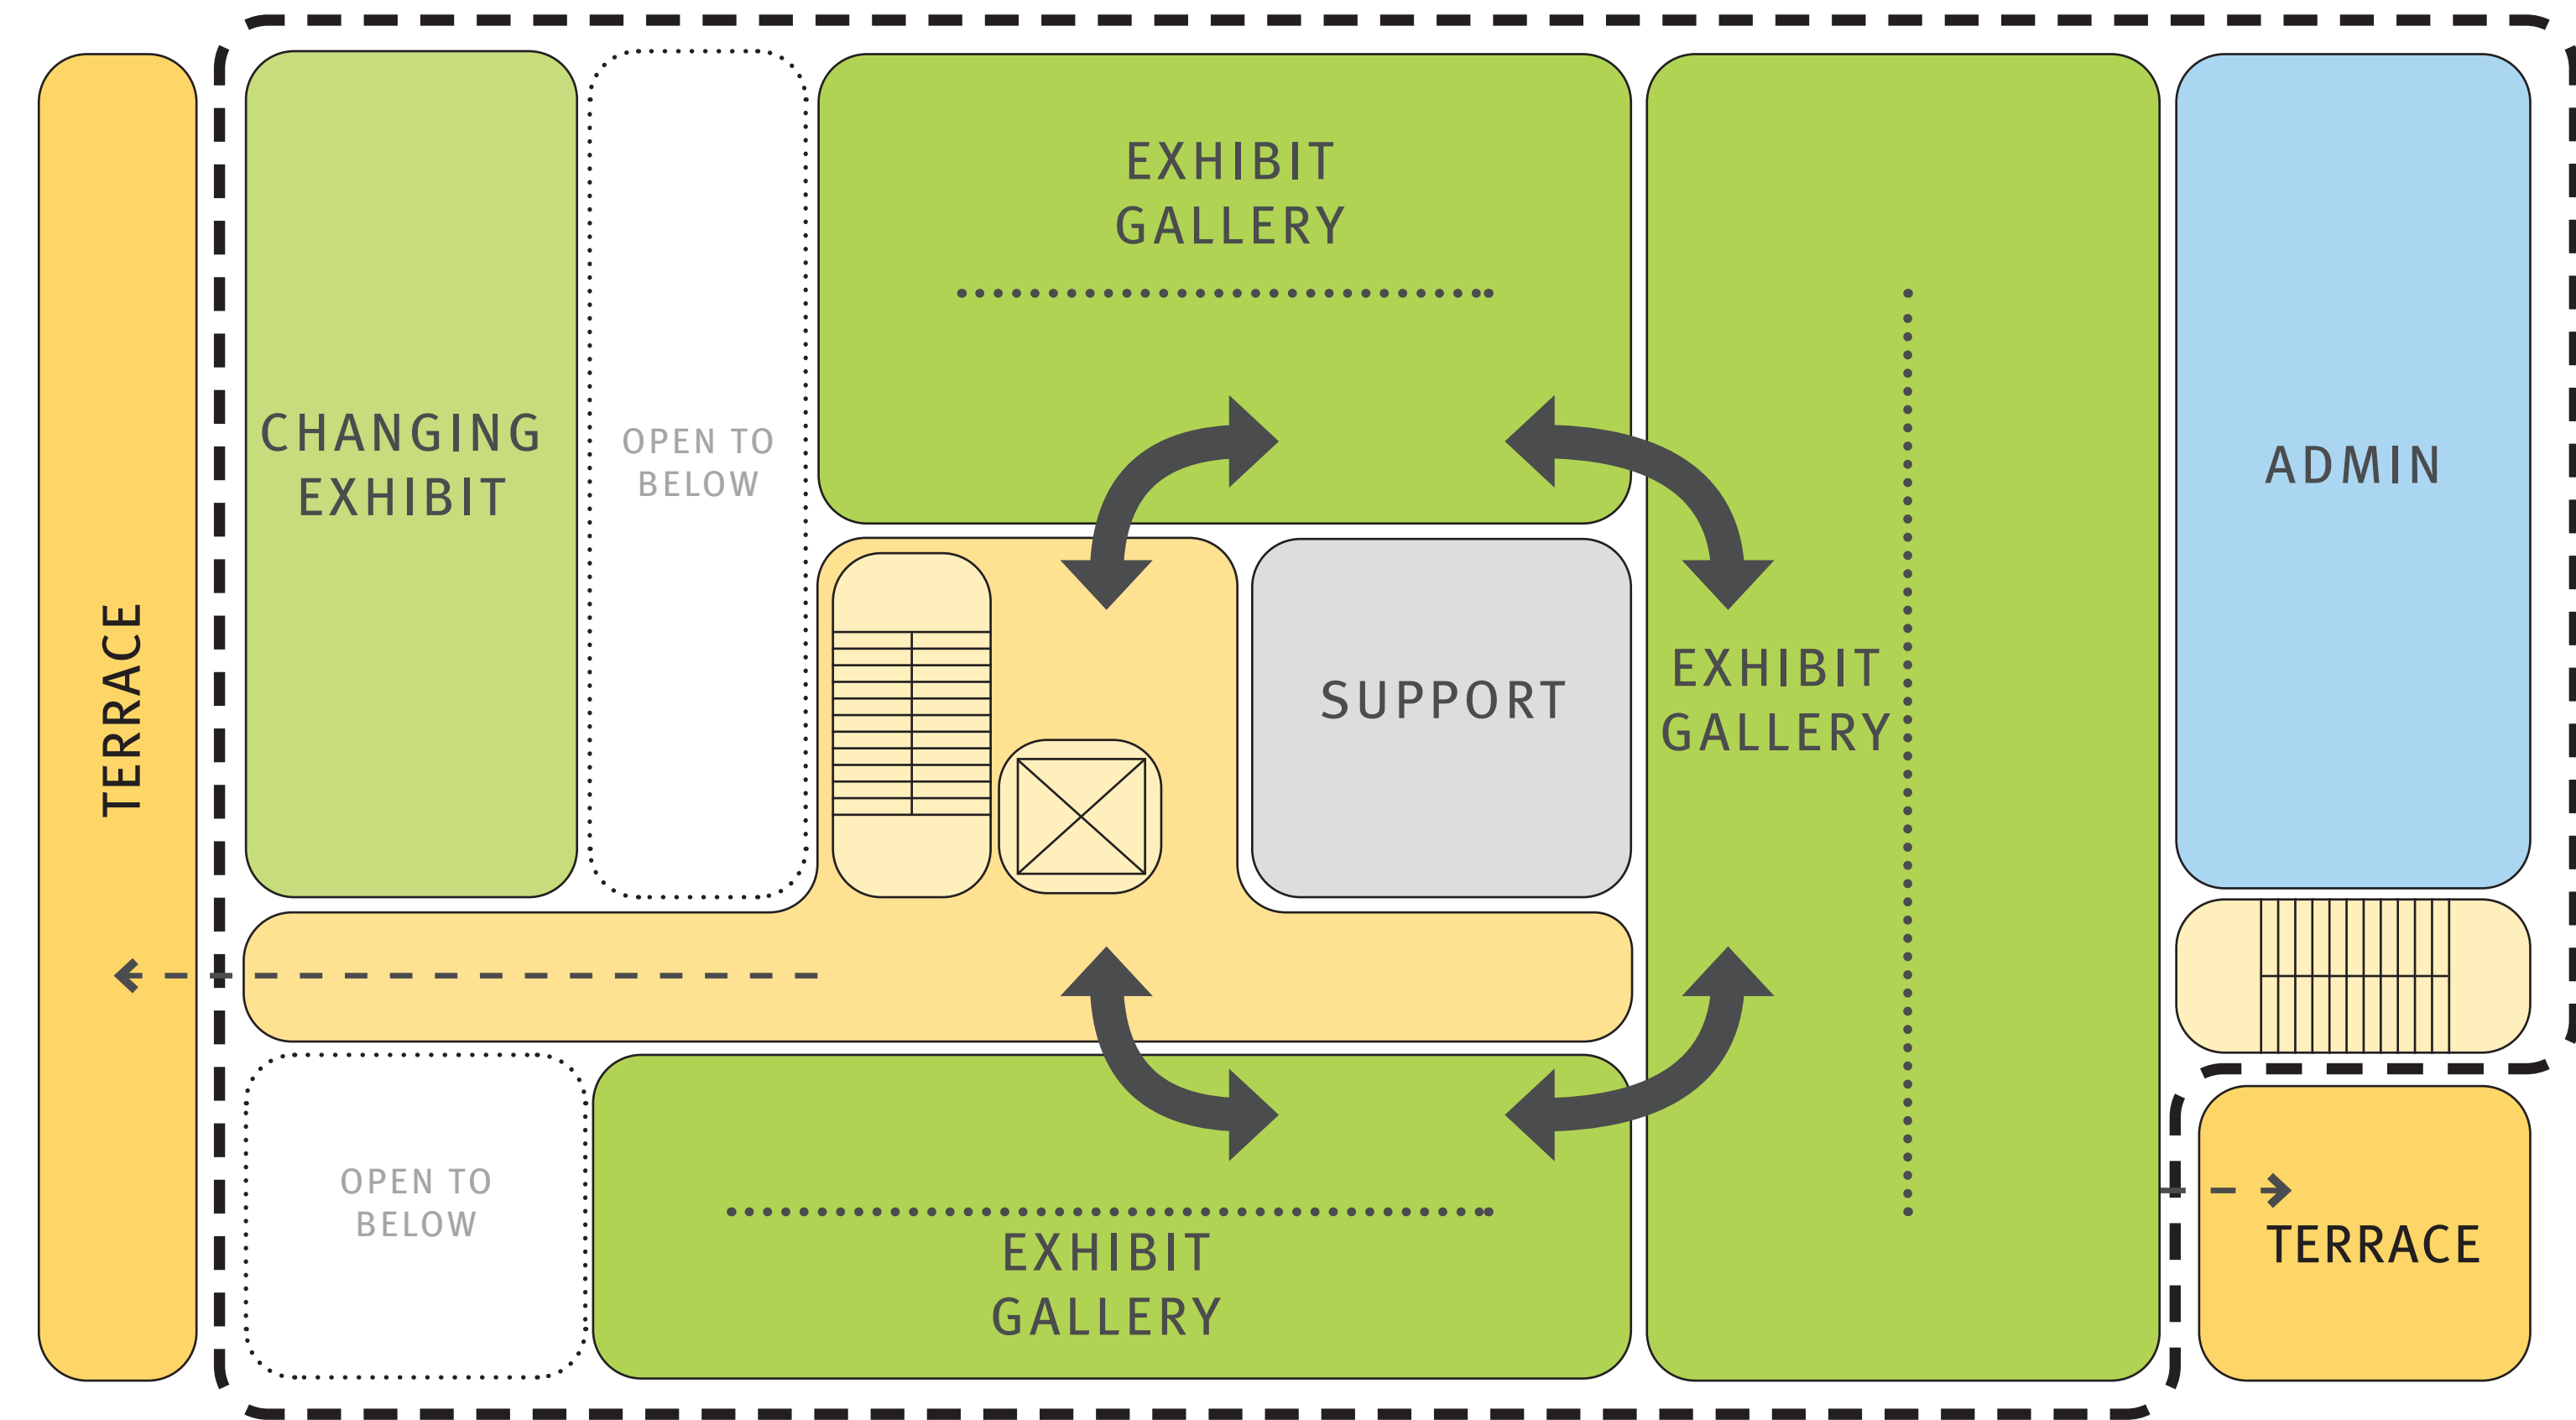 EXHIBIT
GALLERY
CHANGING
EXHIBIT
OPEN TO
BELOW
ADMIN
TERRACE
SUPPORT
EXHIBIT
GALLERY
OPEN TO
BELOW
EXHIBIT
GALLERY
TERRACE